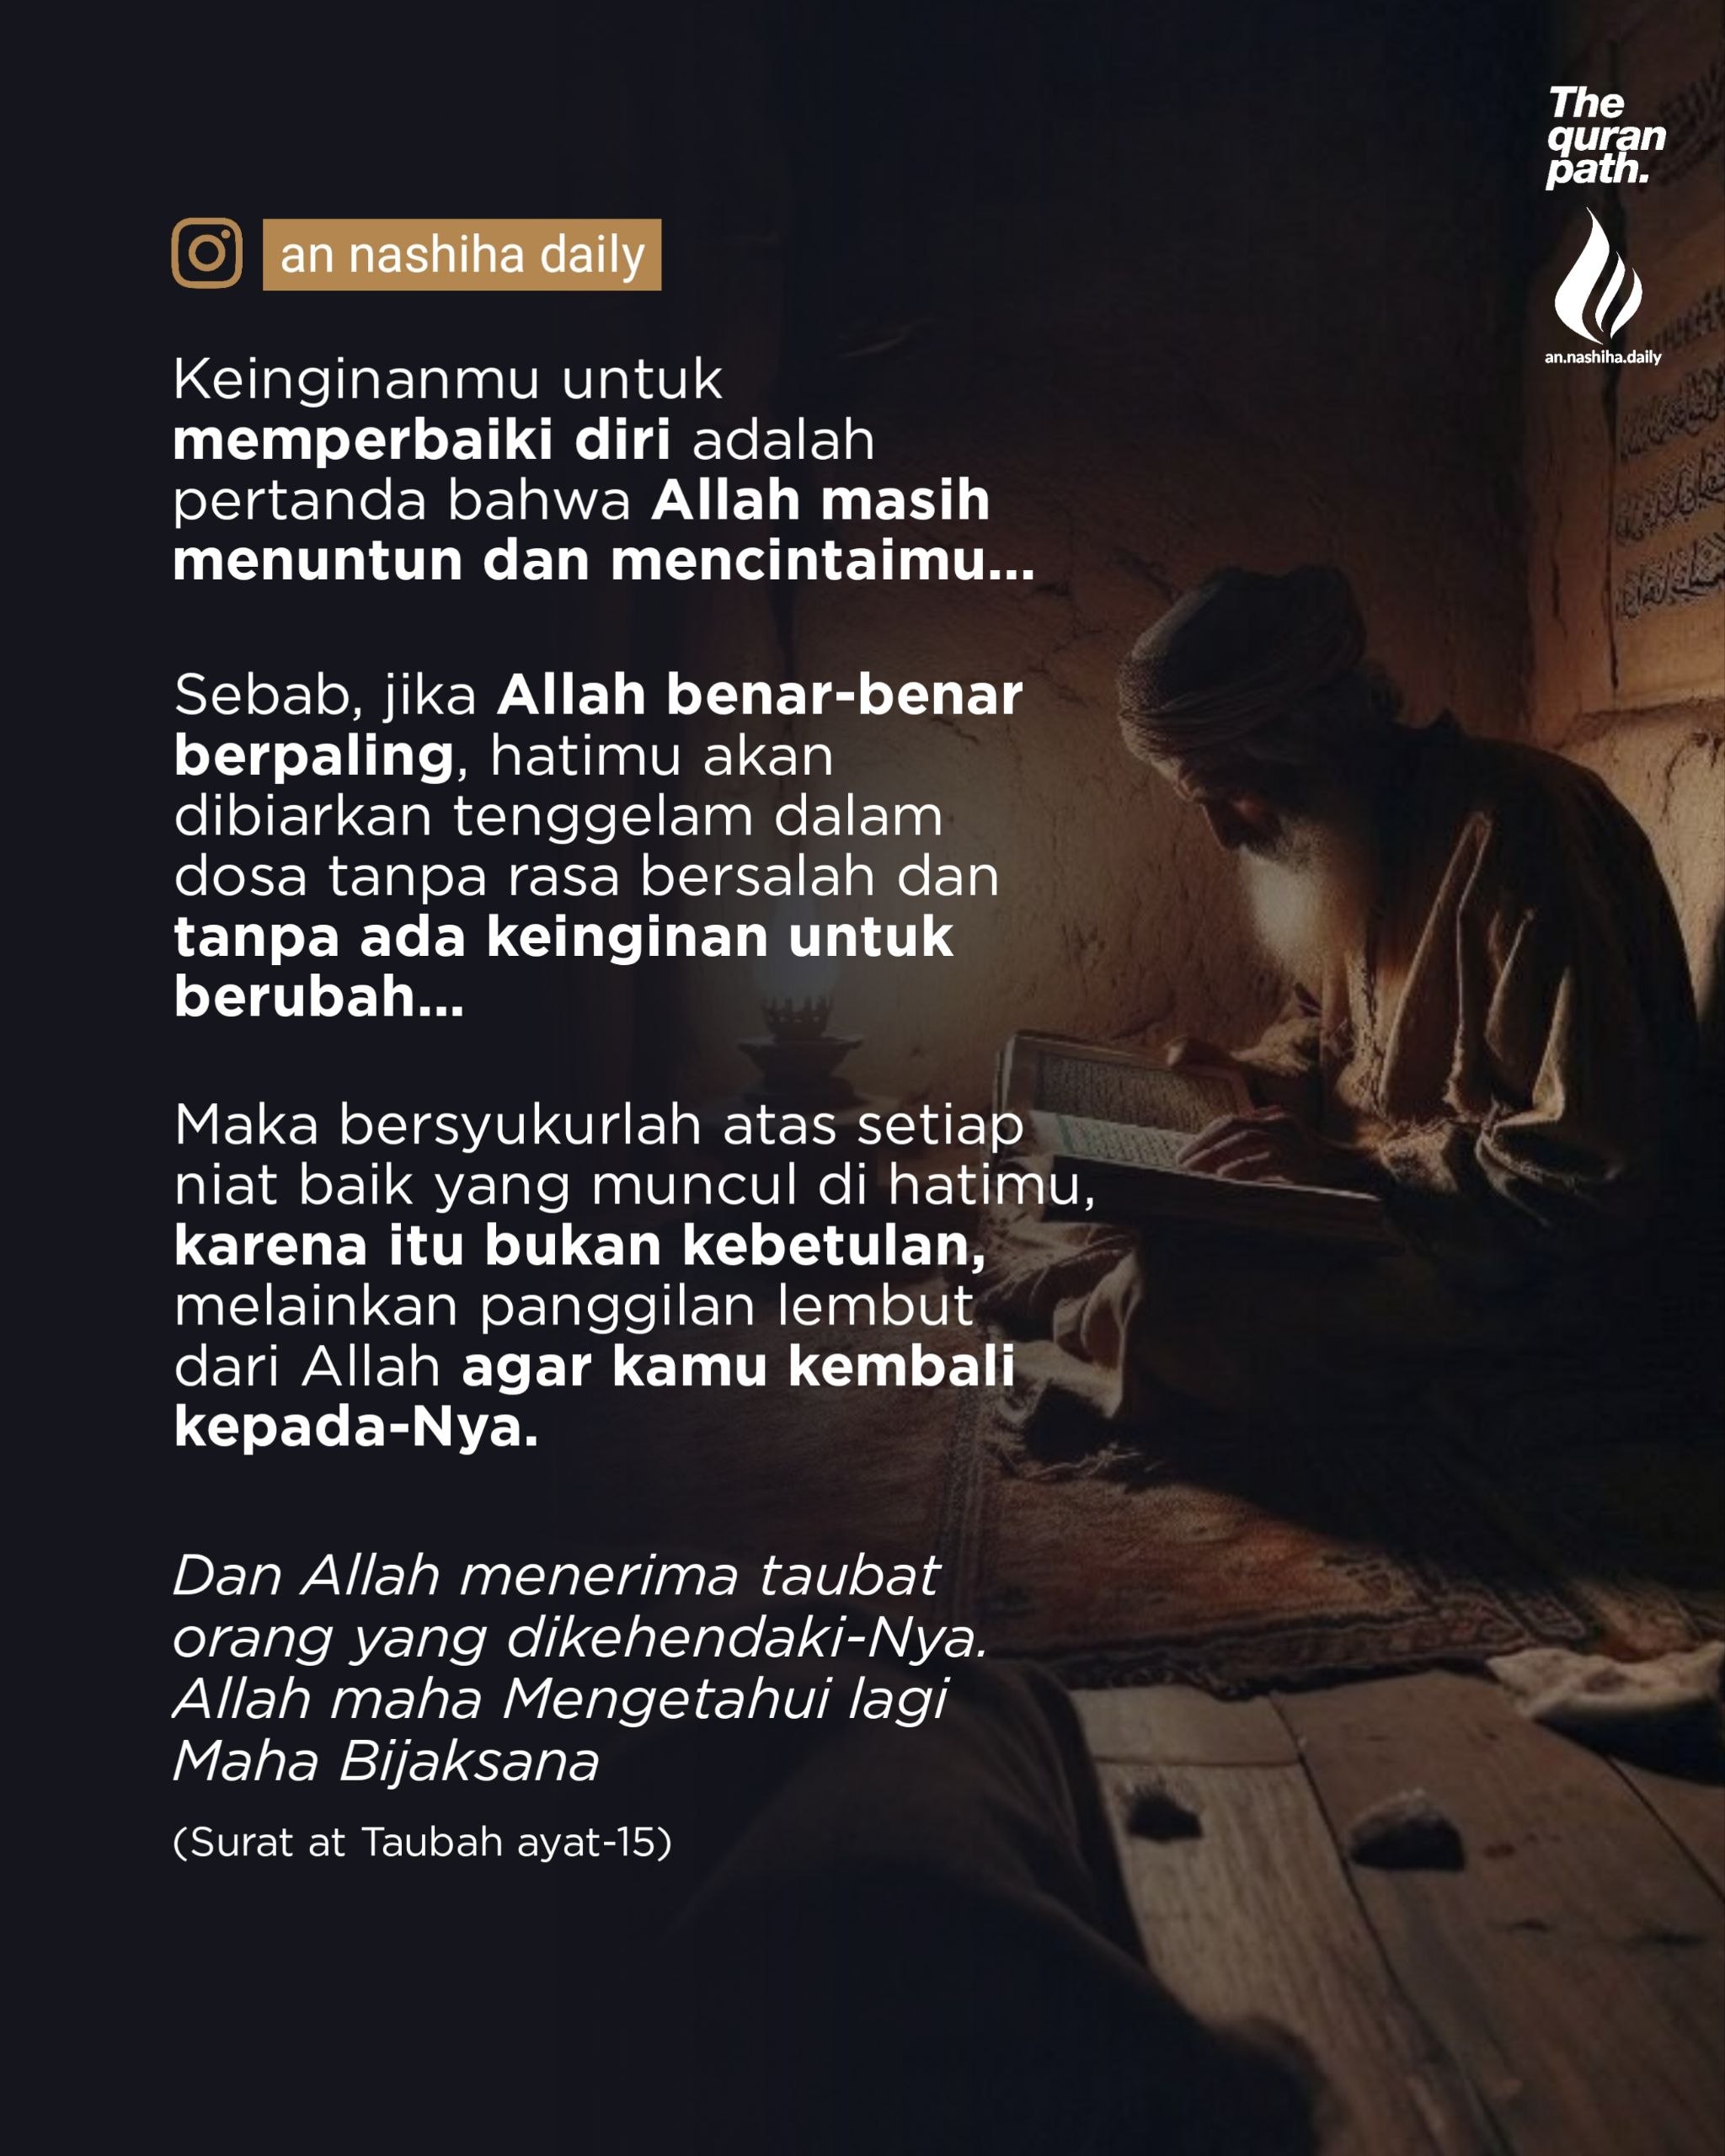 The
quran
path.
an.nashiha.daily
an nashiha daily
Keinginanmu untuk
memperbaiki diri adalah
pertanda bahwa Allah masih
menuntun dan mencintaimu...
Sebab, jika Allah benar-benar
berpaling, hatimu akan
dibiarkan tenggelam dalam
dosa tanpa rasa bersalah dan
tanpa ada keinginan untuk
berubah...
Maka bersyukurlah atas setiap
niat baik yang muncul di hatimu,
karena itu bukan kebetulan,
melainkan panggilan lembut
dari Allah agar kamu kembali
kepada-Nya.
Dan Allah menerima taubat
orang yang dikehendaki-Nya.
Allah maha Mengetahui lagi
Maha Bijaksana
(Surat at Taubah ayat-15)